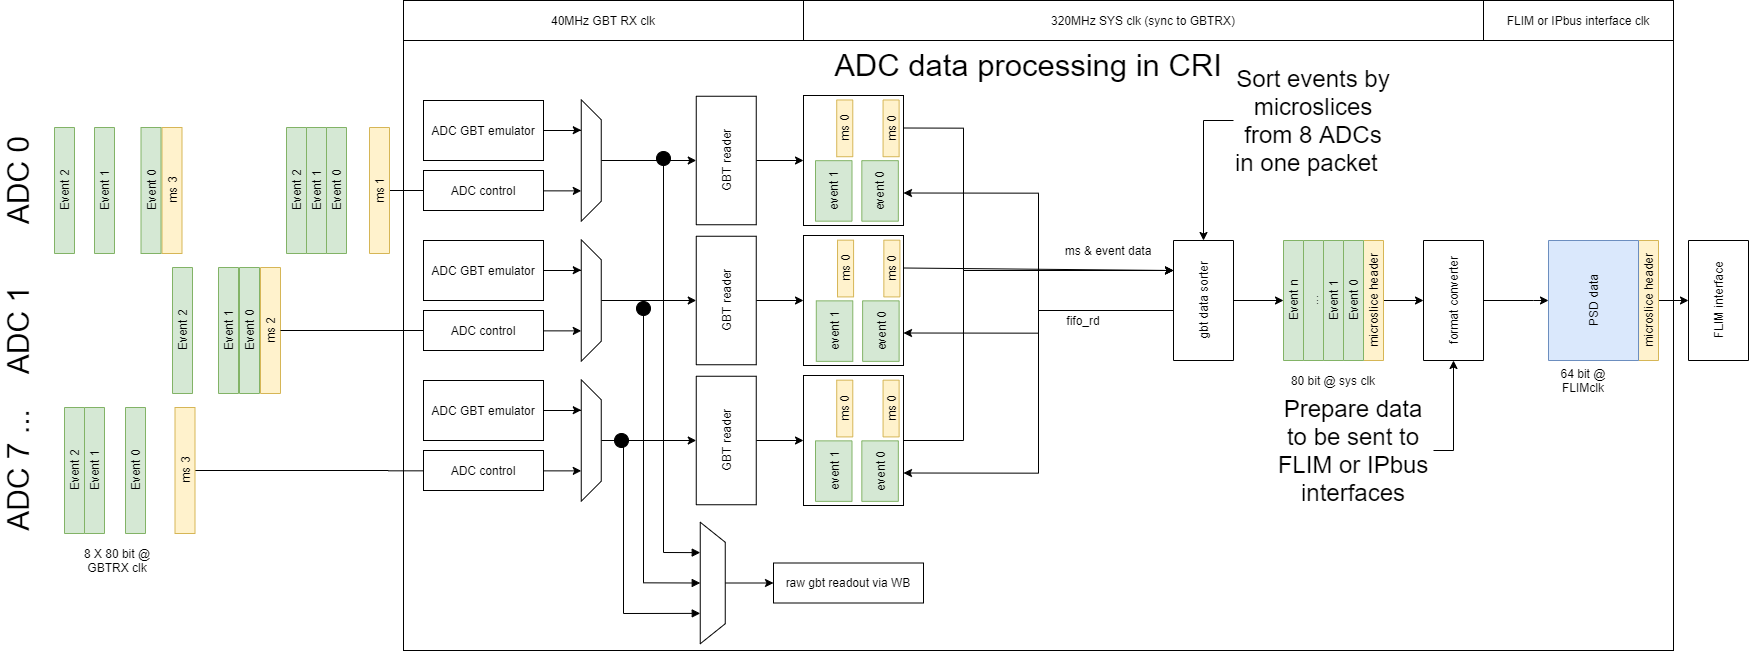 40MHz GBT RX clk
320MHz SYS clk (sync to GBTRX)
FLIM or IPbus interface clk
ADC data processing in CRI
Sort events by
microslices
from 8 ADCs
in one packet
ADC 0
Event 2
Event 1
Event 0
ms 3
Event 2
Event 1
Event 0
ms 1
ADC GBT emulator
ADC control
GBT reader
ms 0
ms 0
event 1
event 0
ADC 1
Event 2
Event 1
Event 0
ms 2
ADC GBT emulator
ADC control
GBT reader
ms 0
ms 0
event 1
event 0
ms & event data
fifo_rd
gbt data sorter
Event n
...
Event 1
Event 0
microslice header
80 bit @ sys clk
format converter
PSD data
microslice header
64 bit @
FLIMclk
FLIM interface
Prepare data
to be sent to
FLIM or IPbus
interfaces
ADC 7 ...
Event 2
Event 1
Event 0
ms 3
8 X 80 bit @
GBTRX clk
ADC GBT emulator
ADC control
GBT reader
ms 0
ms 0
event 1
event 0
raw gbt readout via WB